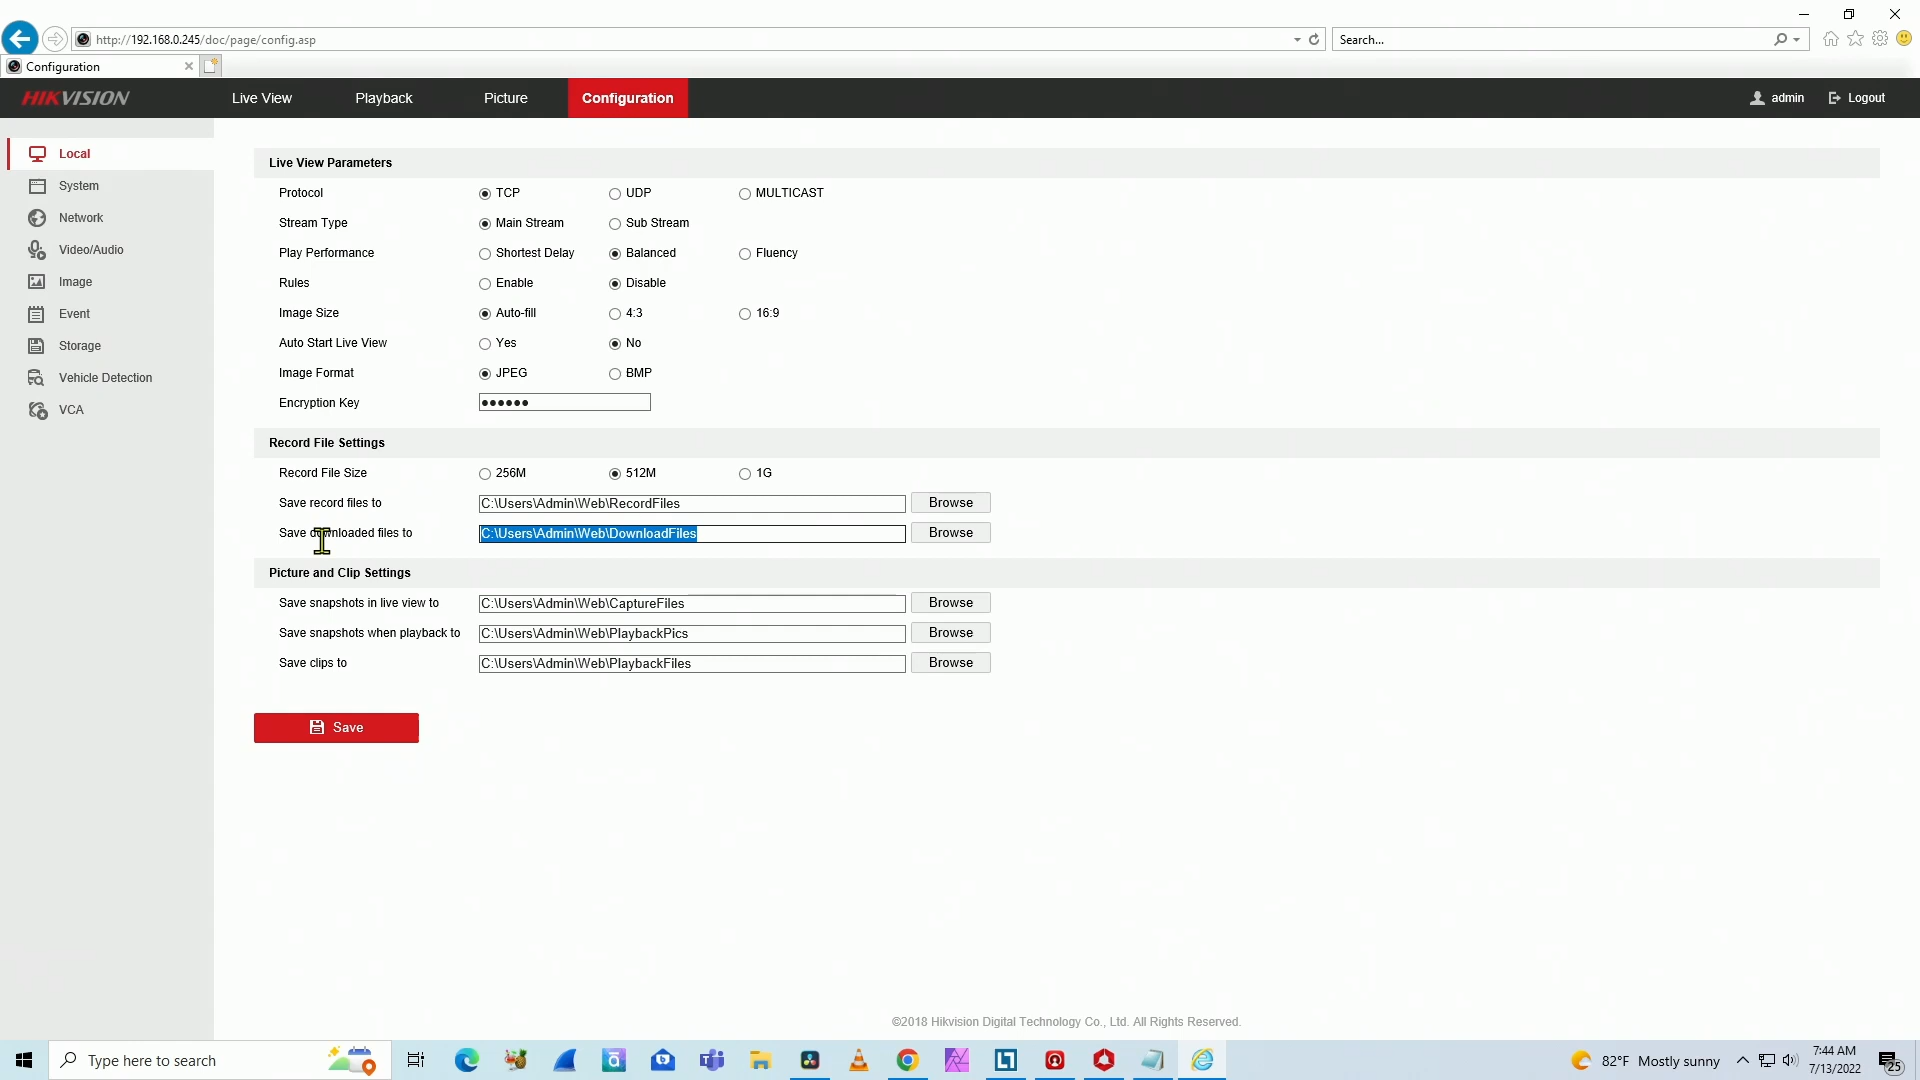 http://192.168.0.245/doc/page/config.asp
Search...
Configuration
HIKVISION
Live View
Playback
Picture
Configuration
admin
Logout
Local
System
Network
Video/Audio
Image
Event
Storage
Vehicle Detection
VCA
Live View Parameters
Protocol TCP UDP MULTICAST
Stream Type Main Stream Sub Stream
Play Performance Shortest Delay Balanced Fluency
Rules Enable Disable
Image Size Auto-fill 4:3 16:9
Auto Start Live View Yes No
Image Format JPEG BMP
Encryption Key
Record File Settings
Record File Size 256M 512M 1G
Save record files to C:\Users\Admin\Web\RecordFiles Browse
Save downloaded files to C:\Users\Admin\Web\DownloadFiles Browse
Picture and Clip Settings
Save snapshots in live view to C:\Users\Admin\Web\CaptureFiles Browse
Save snapshots when playback to C:\Users\Admin\Web\PlaybackPics Browse
Save clips to C:\Users\Admin\Web\PlaybackFiles Browse
Save
©2018 Hikvision Digital Technology Co., Ltd. All Rights Reserved.
Type here to search
82°F Mostly sunny
7:44 AM
7/13/2022
25